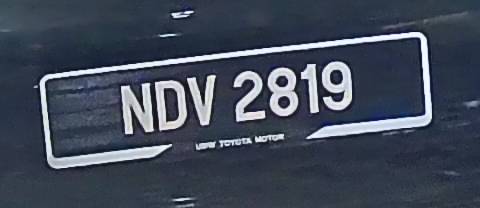 NDV 2819
UMW TOYOTA MOTOR